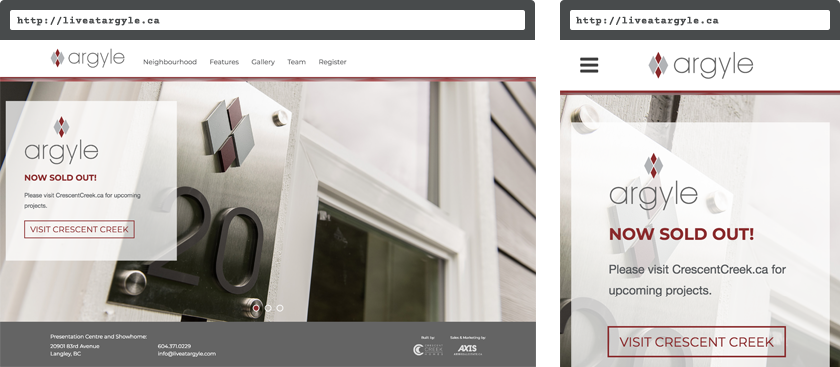 http://liveatargyle.ca
argyle
Neighbourhood Features Gallery Team Register
argyle
NOW SOLD OUT!
Please visit CrescentCreek.ca for upcoming
projects.
VISIT CRESCENT CREEK
20
Presentation Centre and Showhome:
20901 83rd Avenue
Langley, BC
604.371.0229
info@liveatargyle.com
Built by:
CRESCENT
CREEK
HOMES
Sales & Marketing by:
AXIS
http://liveatargyle.ca
argyle
argyle
NOW SOLD OUT!
Please visit CrescentCreek.ca for
upcoming projects.
VISIT CRESCENT CREEK